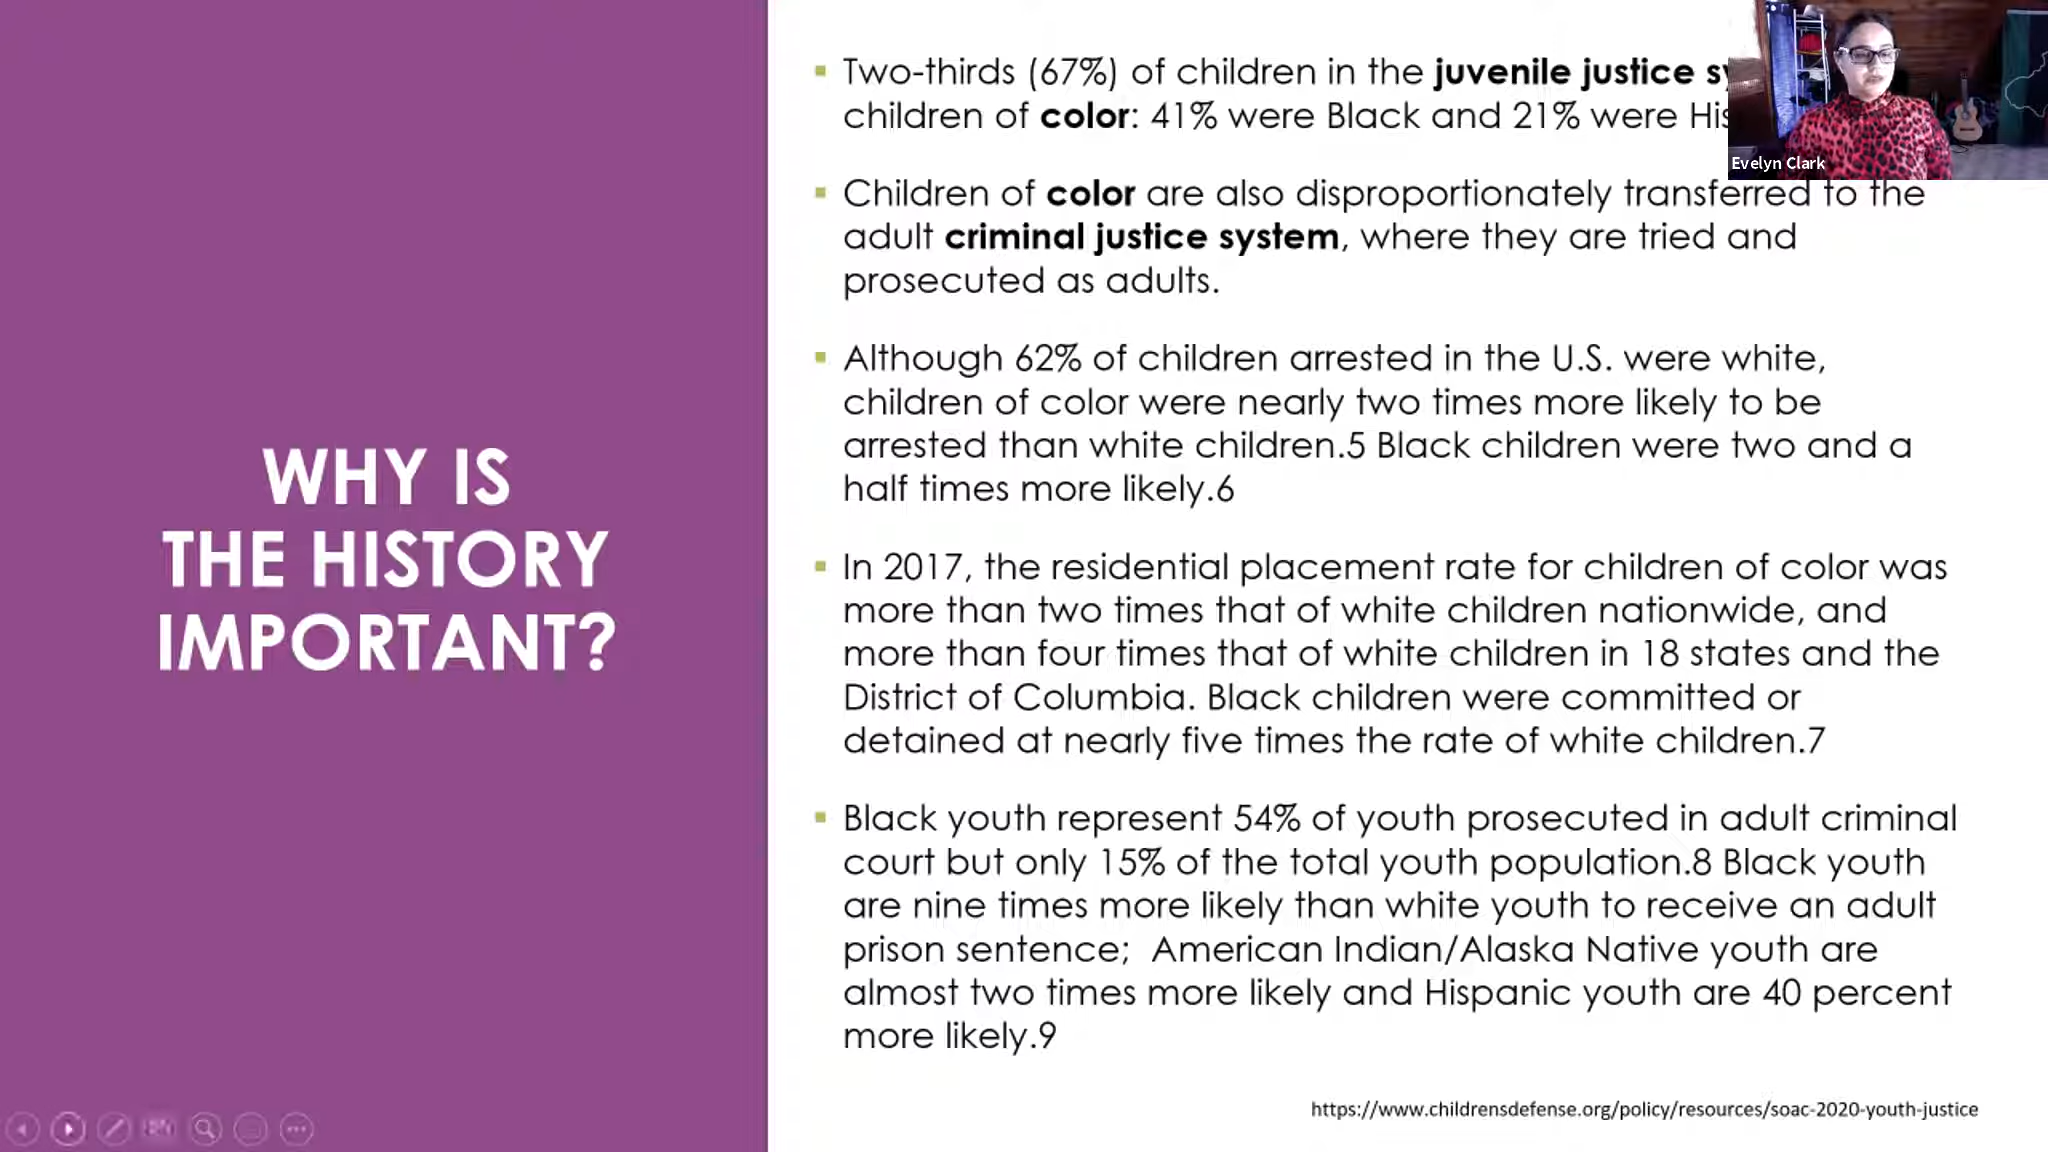 WHY IS
THE HISTORY
IMPORTANT?
Two-thirds (67%) of children in the juvenile justice
children of color: 41% were Black and 21% were
Children of color are also disproportionately transferred to the
adult criminal justice system, where they are tried and
prosecuted as adults.
Although 62% of children arrested in the U.S. were white,
children of color were nearly two times more likely to be
arrested than white children.5 Black children were two and a
half times more likely.6
In 2017, the residential placement rate for children of color was
more than two times that of white children nationwide, and
more than four times that of white children in 18 states and the
District of Columbia. Black children were committed or
detained at nearly five times the rate of white children.7
Black youth represent 54% of youth prosecuted in adult criminal
court but only 15% of the total youth population.8 Black youth
are nine times more likely than white youth to receive an adult
prison sentence;  American Indian/Alaska Native youth are
almost two times more likely and Hispanic youth are 40 percent
more likely.9
https://www.childrensdefense.org/policy/resources/soac-2020-youth-justice
Evelyn Clark